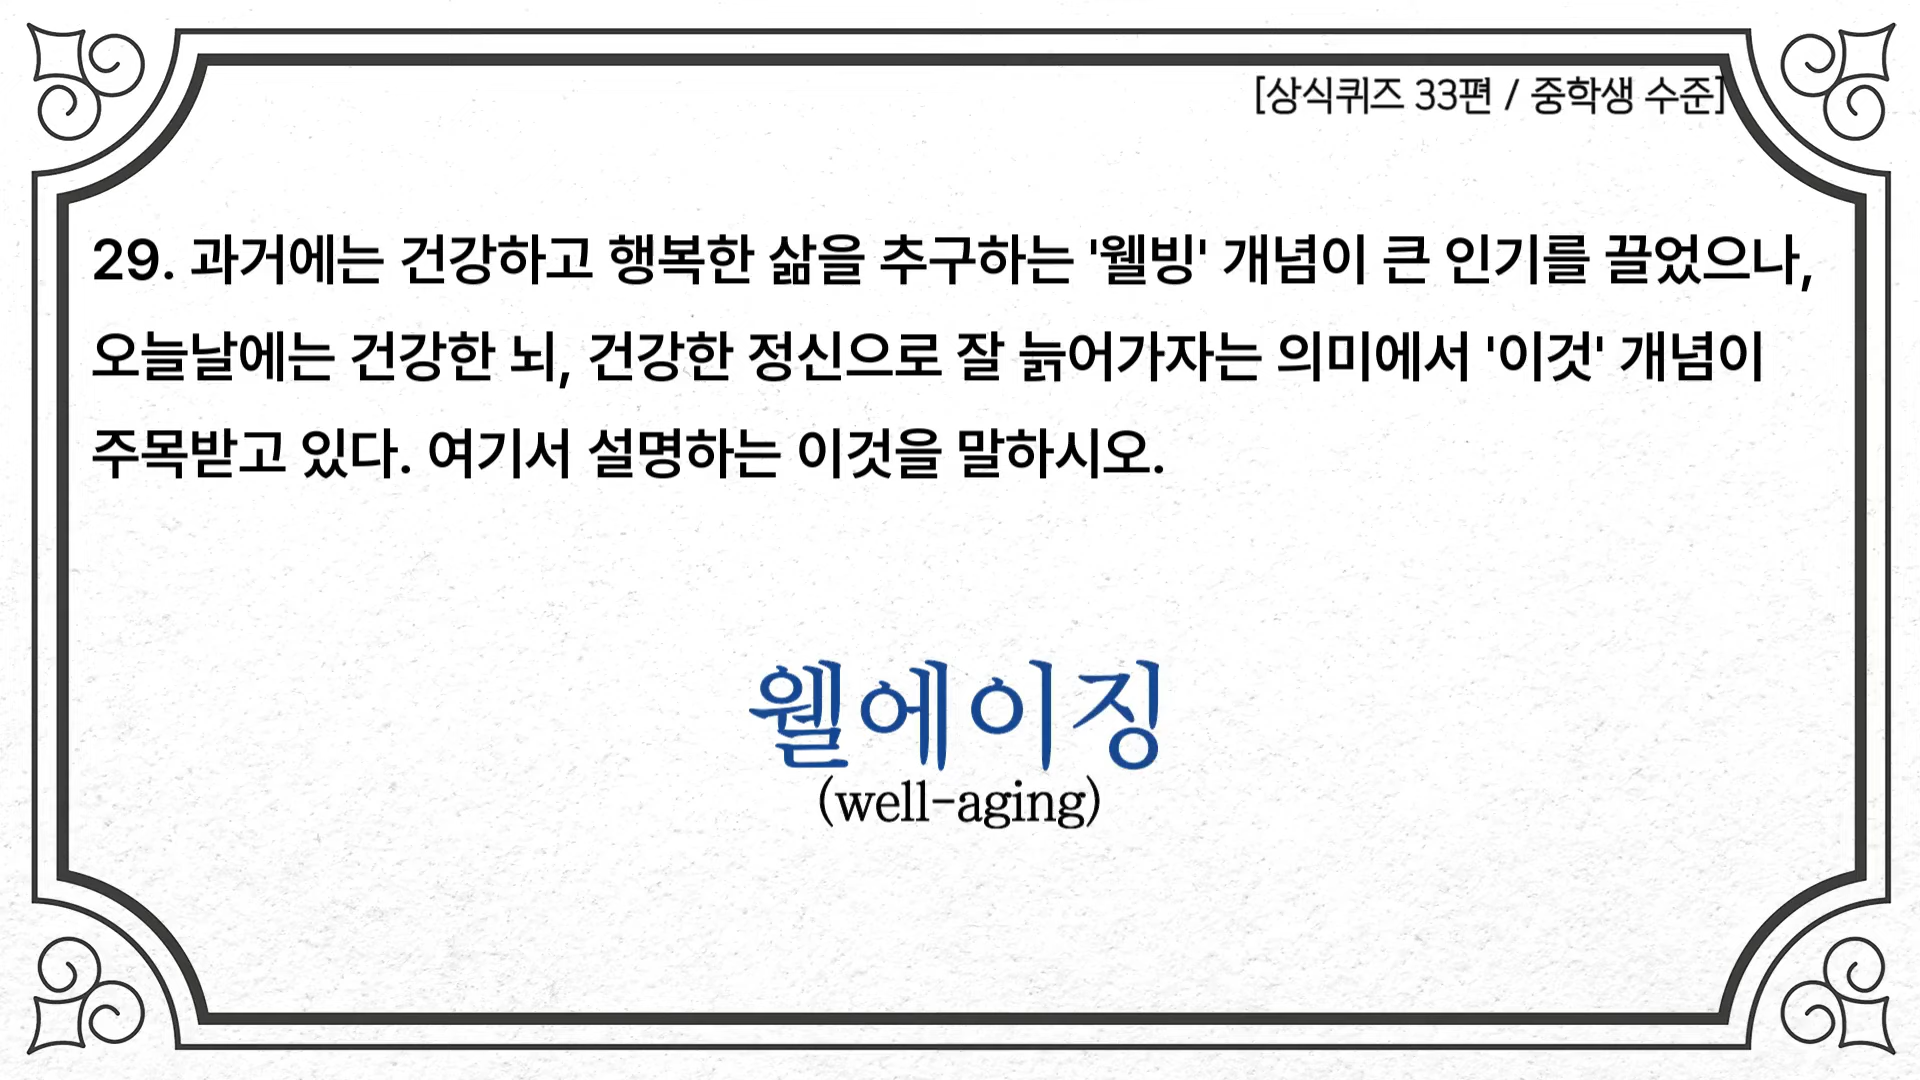 [상식퀴즈 33편 / 중학생 수준]
29. 과거에는 건강하고 행복한 삶을 추구하는 '웰빙' 개념이 큰 인기를 끌었으나,
오늘날에는 건강한 뇌, 건강한 정신으로 잘 늙어가자는 의미에서 '이것' 개념이
주목받고 있다. 여기서 설명하는 이것을 말하시오.
웰에이징
(well-aging)